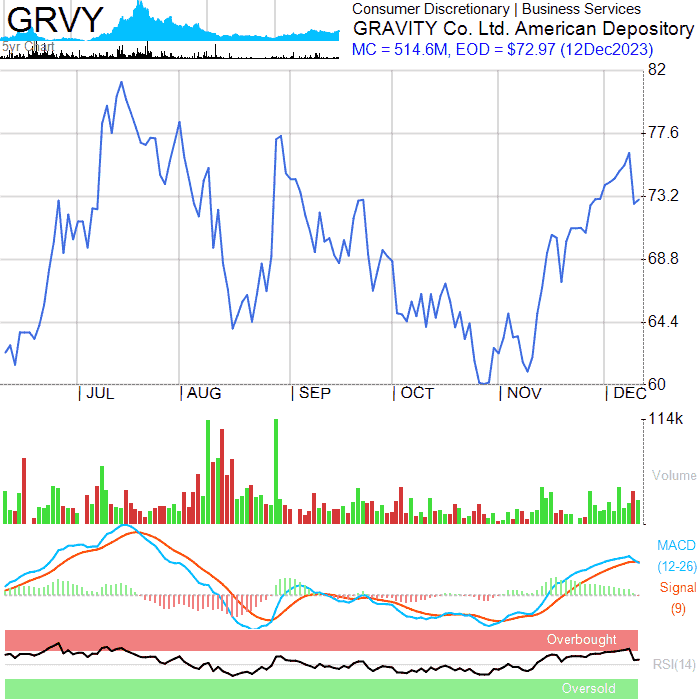 GRVY
5yr Chart
Consumer Discretionary | Business Services
GRAVITY Co. Ltd. American Depository
MC = 514.6M, EOD = $72.97 (12Dec2023)
82
77.6
73.2
68.8
64.4
60
JUL
AUG
SEP
OCT
NOV
DEC
114k
Volume
MACD
(12-26)
Signal
(9)
Overbought
RSI(14)
Oversold